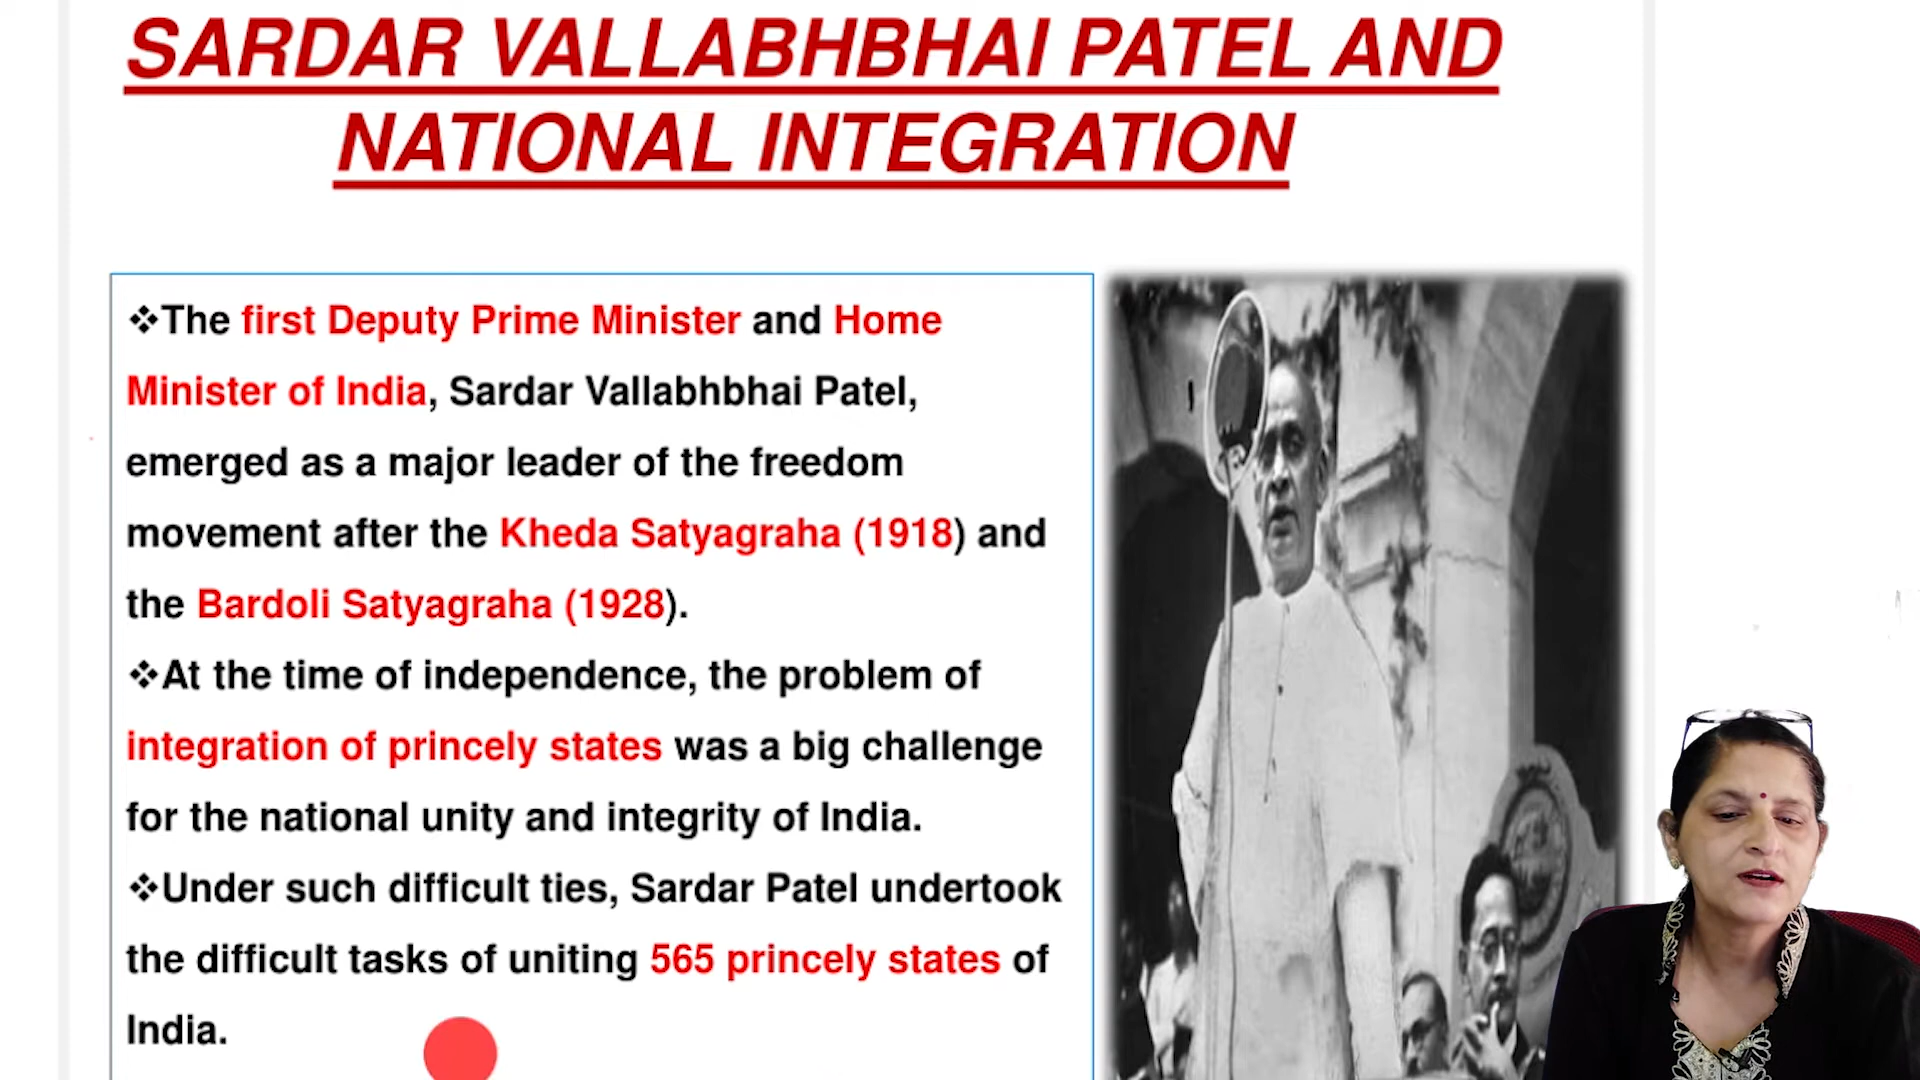 SARDAR VALLABHBHAI PATEL AND
NATIONAL INTEGRATION
❖The first Deputy Prime Minister and Home
Minister of India, Sardar Vallabhbhai Patel,
emerged as a major leader of the freedom
movement after the Kheda Satyagraha (1918) and
the Bardoli Satyagraha (1928).
❖At the time of independence, the problem of
integration of princely states was a big challenge
for the national unity and integrity of India.
❖Under such difficult ties, Sardar Patel undertook
the difficult tasks of uniting 565 princely states of
India.